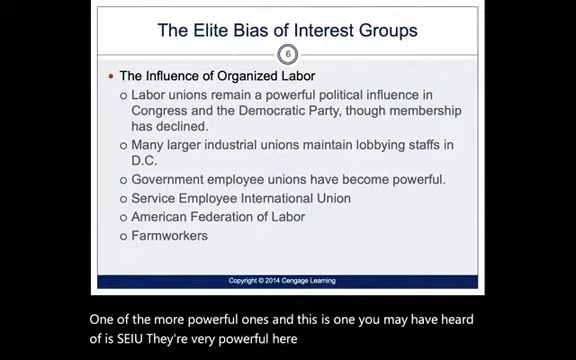 The Elite Bias of Interest Groups
6
• The Influence of Organized Labor
o Labor unions remain a powerful political influence in
Congress and the Democratic Party, though membership
has declined.
o Many larger industrial unions maintain lobbying staffs in
D.C.
o Government employee unions have become powerful.
o Service Employee International Union
o American Federation of Labor
o Farmworkers
Copyright © 2014 Cengage Learning
One of the more powerful ones and this is one you may have heard
of is SEIU They're very powerful here